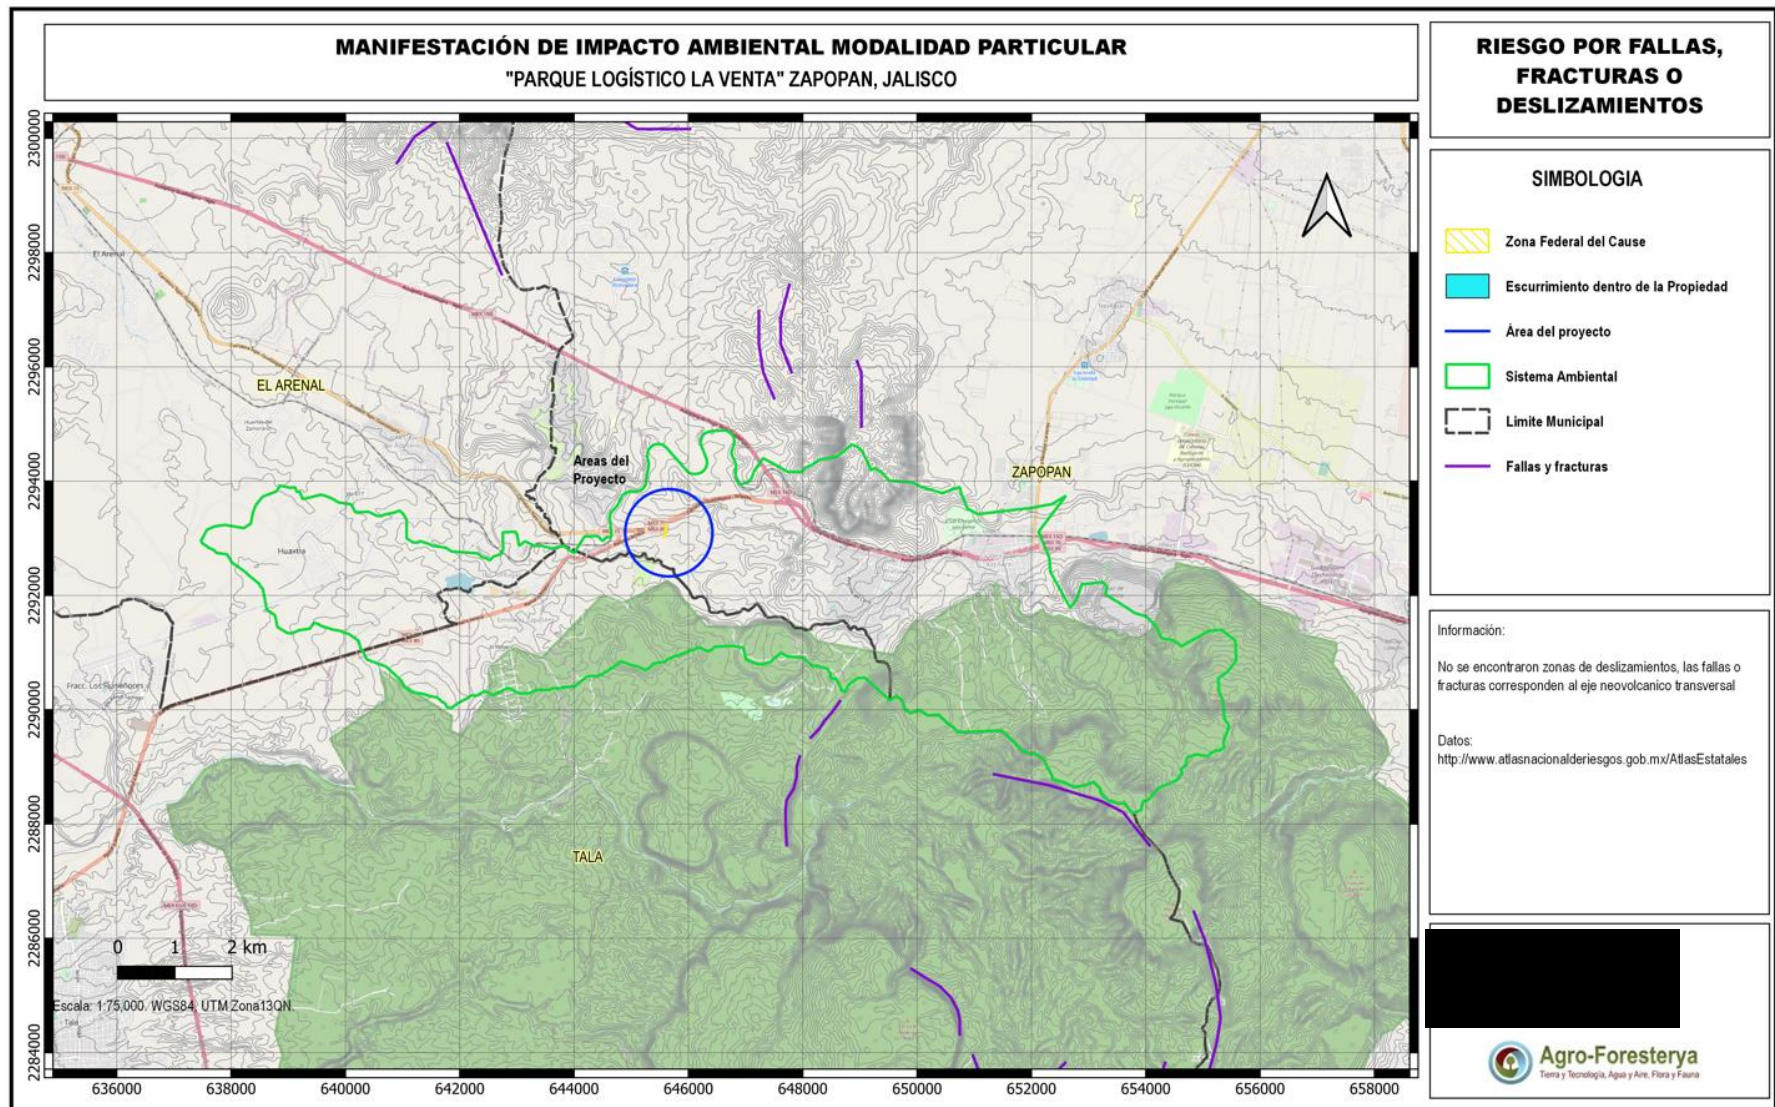 MANIFESTACIÓN DE IMPACTO AMBIENTAL MODALIDAD PARTICULAR
"PARQUE LOGÍSTICO LA VENTA" ZAPOPAN, JALISCO
RIESGO POR FALLAS,
FRACTURAS O
DESLIZAMIENTOS
SIMBOLOGIA
Zona Federal del Cause
Escurrimiento dentro de la Propiedad
Área del proyecto
Sistema Ambiental
Limite Municipal
Fallas y fracturas
Información:
No se encontraron zonas de deslizamientos, las fallas o
fracturas corresponden al eje neovolcanico transversal
Datos:
http://www.atlasnacionalderiesgos.gob.mx/AtlasEstatales
Agro-Foresterya
Tierra y Tecnología, Agua y Aire, Flora y Fauna
2300000
2298000
2296000
2294000
2292000
2290000
2288000
2286000
2284000
El Arenal
EL ARENAL
Areas del
Proyecto
ZAPOPAN
Huaxtla
Fracc. Los Ruiseñores
TALA
Tala
0 1 2 km
Escala: 1:75,000. WGS84, UTM Zona13QN.
636000 638000 640000 642000 644000 646000 648000 650000 652000 654000 656000 658000